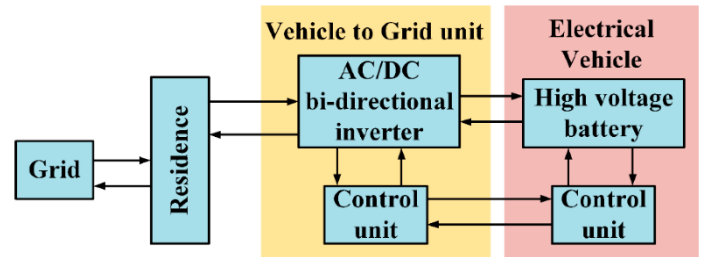 Vehicle to Grid unit
Electrical
Vehicle
AC/DC
bi-directional
inverter
High voltage
battery
Grid
Residence
Control
unit
Control
unit